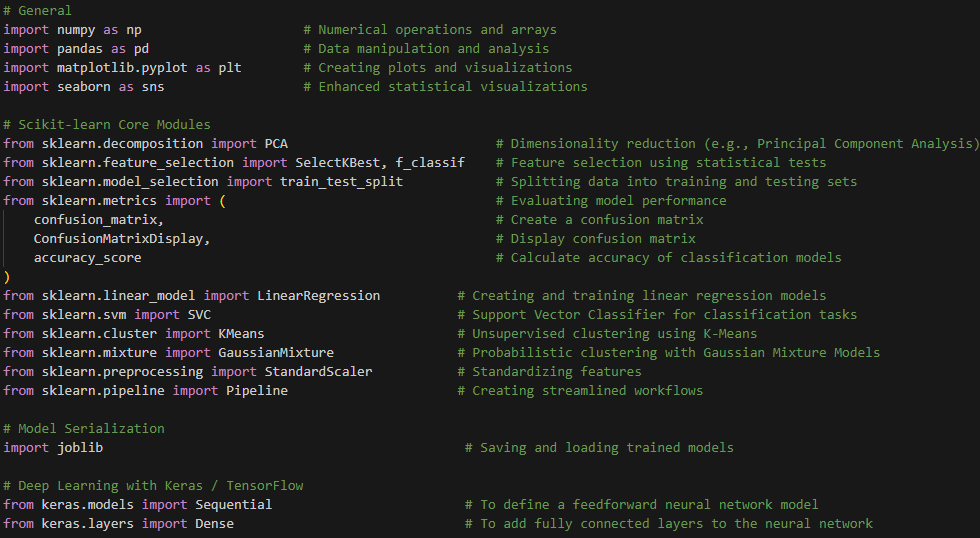 # General
import numpy as np                     # Numerical operations and arrays
import pandas as pd                    # Data manipulation and analysis
import matplotlib.pyplot as plt        # Creating plots and visualizations
import seaborn as sns                  # Enhanced statistical visualizations

# Scikit-learn Core Modules
from sklearn.decomposition import PCA                           # Dimensionality reduction (e.g., Principal Component Analysis)
from sklearn.feature_selection import SelectKBest, f_classif    # Feature selection using statistical tests
from sklearn.model_selection import train_test_split            # Splitting data into training and testing sets
from sklearn.metrics import (                                   # Evaluating model performance
    confusion_matrix,                                           # Create a confusion matrix
    ConfusionMatrixDisplay,                                     # Display confusion matrix
    accuracy_score                                              # Calculate accuracy of classification models
)
from sklearn.linear_model import LinearRegression          # Creating and training linear regression models
from sklearn.svm import SVC                                # Support Vector Classifier for classification tasks
from sklearn.cluster import KMeans                         # Unsupervised clustering using K-Means
from sklearn.mixture import GaussianMixture                # Probabilistic clustering with Gaussian Mixture Models
from sklearn.preprocessing import StandardScaler           # Standardizing features
from sklearn.pipeline import Pipeline                      # Creating streamlined workflows

# Model Serialization
import joblib                                               # Saving and loading trained models

# Deep Learning with Keras / TensorFlow
from keras.models import Sequential                         # To define a feedforward neural network model
from keras.layers import Dense                              # To add fully connected layers to the neural network